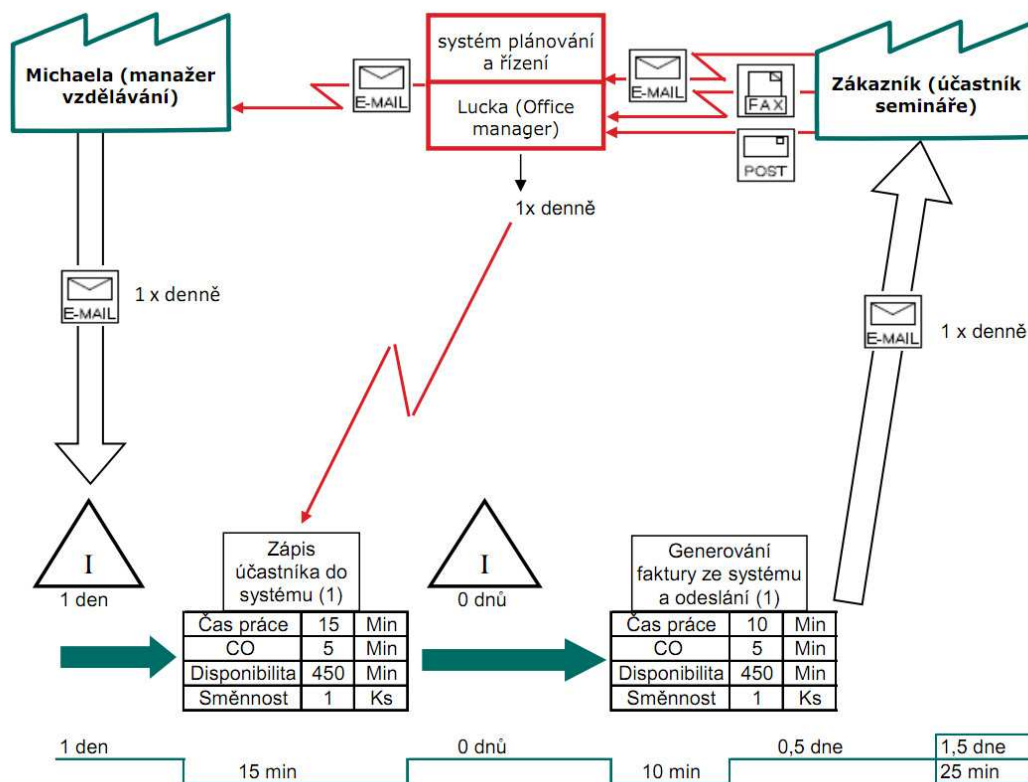 Michaela (manažer
vzdělávání)
E-MAIL
systém plánování
a řízení
Lucka (Office
manager)
E-MAIL
FAX
POST
Zákazník (účastník
semináře)
1x denně
E-MAIL
1 x denně
E-MAIL
1 x denně
I
1 den
Zápis
účastníka do
systému (1)
Čas práce 15 Min
CO 5 Min
Disponibilita 450 Min
Směnnost 1 Ks
I
0 dnů
Generování
faktury ze systému
a odeslání (1)
Čas práce 10 Min
CO 5 Min
Disponibilita 450 Min
Směnnost 1 Ks
1 den
15 min
0 dnů
10 min
0,5 dne
1,5 dne
25 min